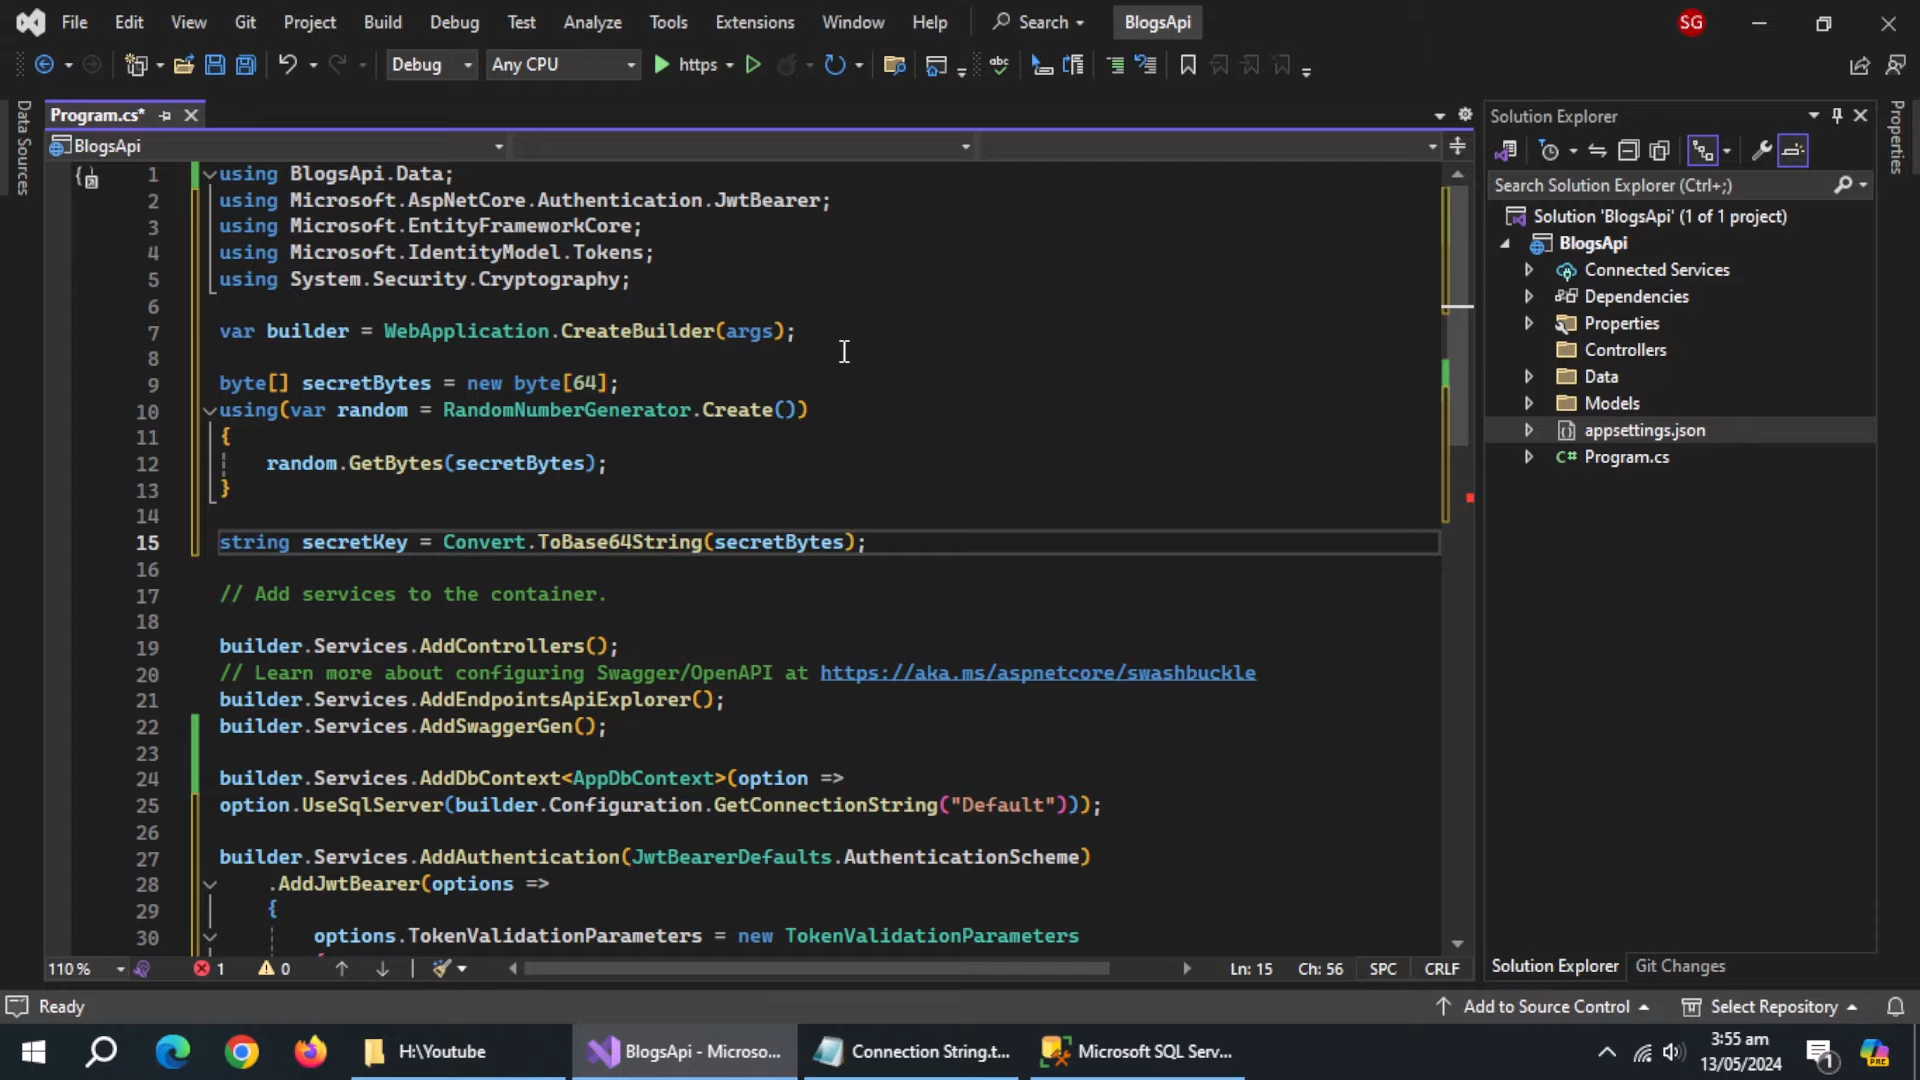 File Edit View Git Project Build Debug Test Analyze Tools Extensions Window Help Search BlogsApi SG
Debug Any CPU https abc
Data Sources
Program.cs*
BlogsApi
1 using BlogsApi.Data;
2 using Microsoft.AspNetCore.Authentication.JwtBearer;
3 using Microsoft.EntityFrameworkCore;
4 using Microsoft.IdentityModel.Tokens;
5 using System.Security.Cryptography;
6
7 var builder = WebApplication.CreateBuilder(args);
8
9 byte[] secretBytes = new byte[64];
10 using(var random = RandomNumberGenerator.Create())
11 {
12 random.GetBytes(secretBytes);
13 }
14
15 string secretKey = Convert.ToBase64String(secretBytes);
16
17 // Add services to the container.
18
19 builder.Services.AddControllers();
20 // Learn more about configuring Swagger/OpenAPI at https://aka.ms/aspnetcore/swashbuckle
21 builder.Services.AddEndpointsApiExplorer();
22 builder.Services.AddSwaggerGen();
23
24 builder.Services.AddDbContext<AppDbContext>(option =>
25 option.UseSqlServer(builder.Configuration.GetConnectionString("Default")));
26
27 builder.Services.AddAuthentication(JwtBearerDefaults.AuthenticationScheme)
28 .AddJwtBearer(options =>
29 {
30 options.TokenValidationParameters = new TokenValidationParameters
110 % 1 0 Ln: 15 Ch: 56 SPC CRLF
Solution Explorer
Search Solution Explorer (Ctrl+;)
Solution 'BlogsApi' (1 of 1 project)
BlogsApi
Connected Services
Dependencies
Properties
Controllers
Data
Models
appsettings.json
C# Program.cs
Solution Explorer Git Changes
Properties
Ready Add to Source Control Select Repository
H:\Youtube BlogsApi - Microso... Connection String.t... Microsoft SQL Serv... 3:55 am
13/05/2024
1
PRE